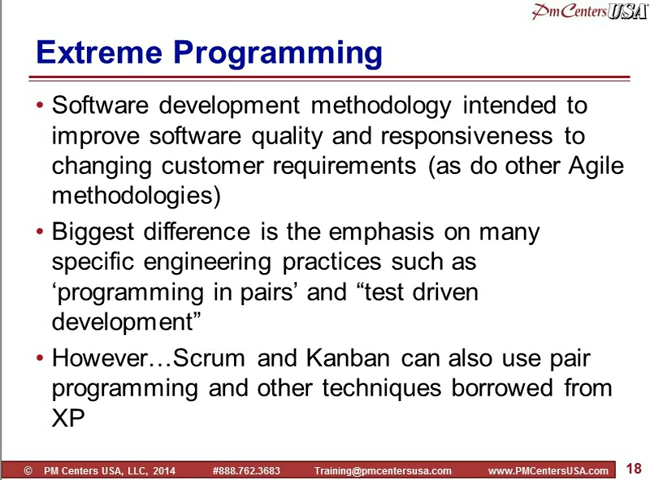 Pm Centers USA
Extreme Programming
• Software development methodology intended to
improve software quality and responsiveness to
changing customer requirements (as do other Agile
methodologies)
• Biggest difference is the emphasis on many
specific engineering practices such as
‘programming in pairs’ and “test driven
development”
• However…Scrum and Kanban can also use pair
programming and other techniques borrowed from
XP
© PM Centers USA, LLC, 2014 #888.762.3683 Training@pmcentersusa.com www.PMCentersUSA.com 18